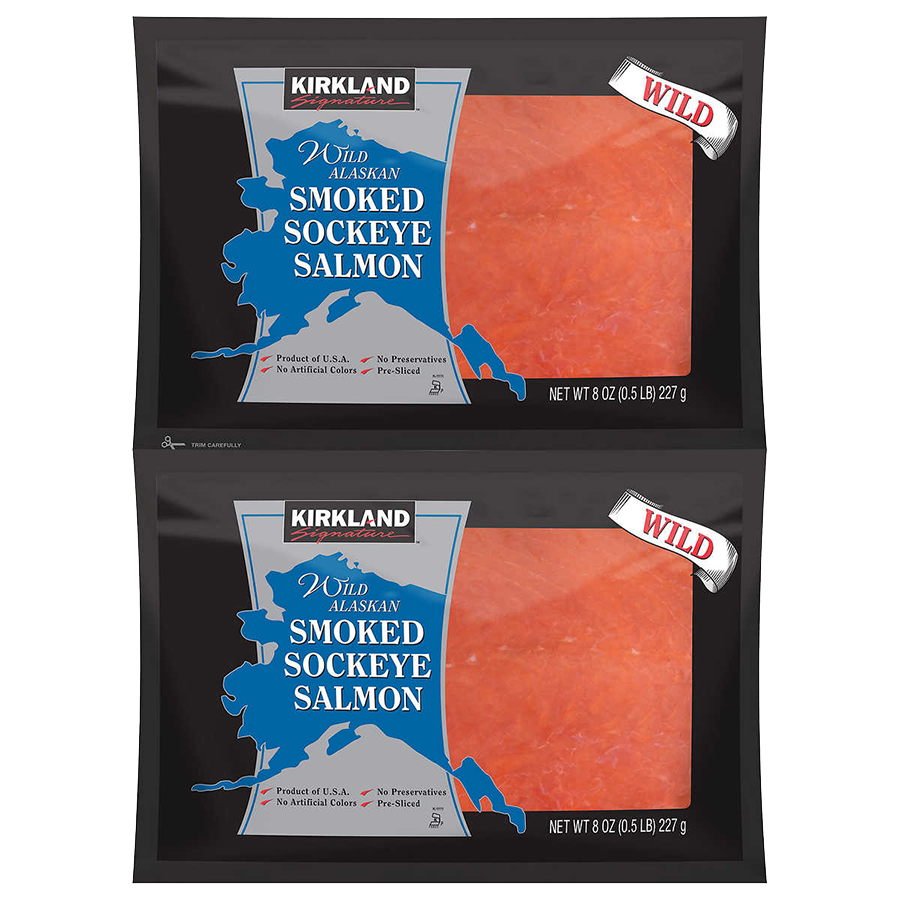 KIRKLAND
Signature™
WILD
WILD
ALASKAN
SMOKED
SOCKEYE
SALMON
Product of U.S.A. No Preservatives
No Artificial Colors Pre-Sliced
NET WT 8 OZ (0.5 LB) 227 g
TRIM CAREFULLY
KIRKLAND
Signature™
WILD
WILD
ALASKAN
SMOKED
SOCKEYE
SALMON
Product of U.S.A. No Preservatives
No Artificial Colors Pre-Sliced
NET WT 8 OZ (0.5 LB) 227 g